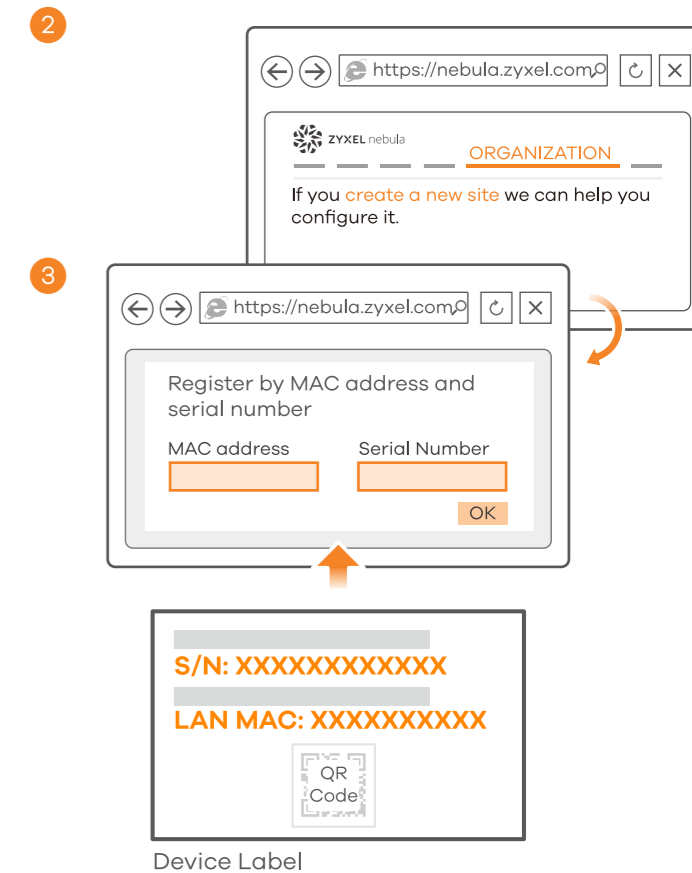 2
https://nebula.zyxel.com
ZYXEL nebula
ORGANIZATION
If you create a new site we can help you
configure it.
3
https://nebula.zyxel.com
Register by MAC address and
serial number
MAC address
Serial Number
OK
S/N: XXXXXXXXXXXX
LAN MAC: XXXXXXXXXX
QR
Code
Device Label